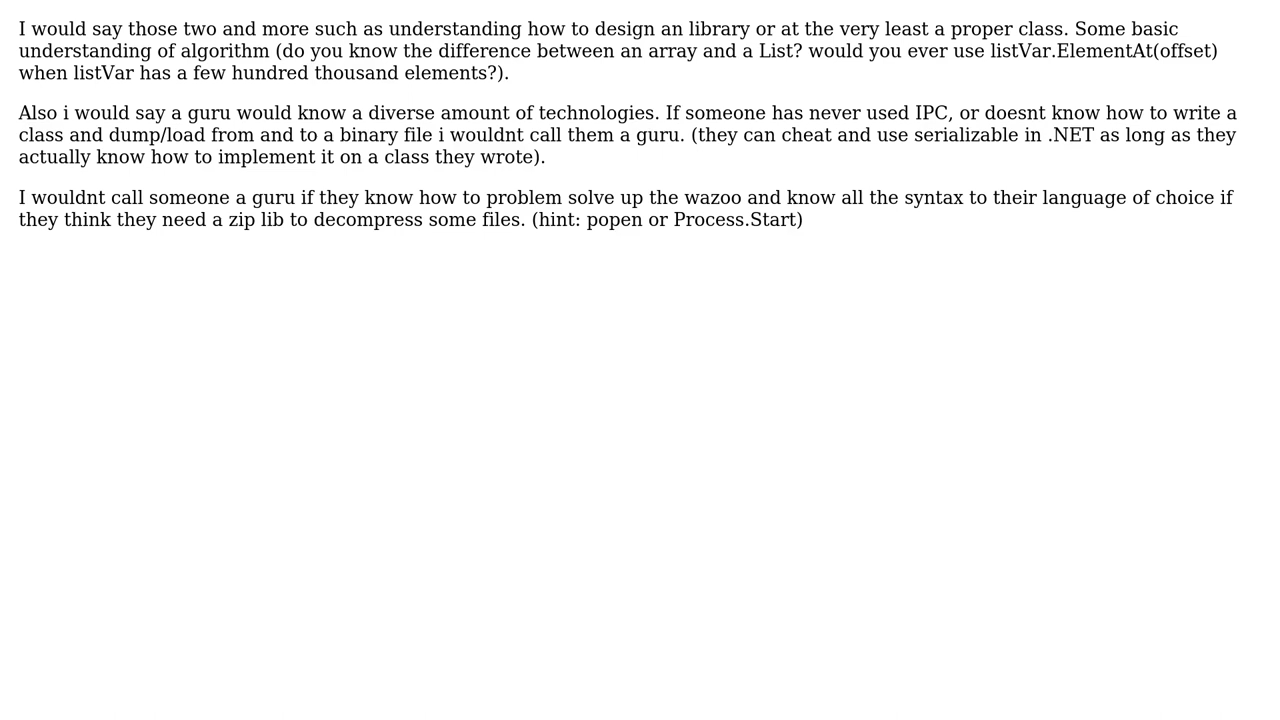 I would say those two and more such as understanding how to design an library or at the very least a proper class. Some basic
understanding of algorithm (do you know the difference between an array and a List? would you ever use listVar.ElementAt(offset)
when listVar has a few hundred thousand elements?).
Also i would say a guru would know a diverse amount of technologies. If someone has never used IPC, or doesnt know how to write a
class and dump/load from and to a binary file i wouldnt call them a guru. (they can cheat and use serializable in .NET as long as they
actually know how to implement it on a class they wrote).
I wouldnt call someone a guru if they know how to problem solve up the wazoo and know all the syntax to their language of choice if
they think they need a zip lib to decompress some files. (hint: popen or Process.Start)